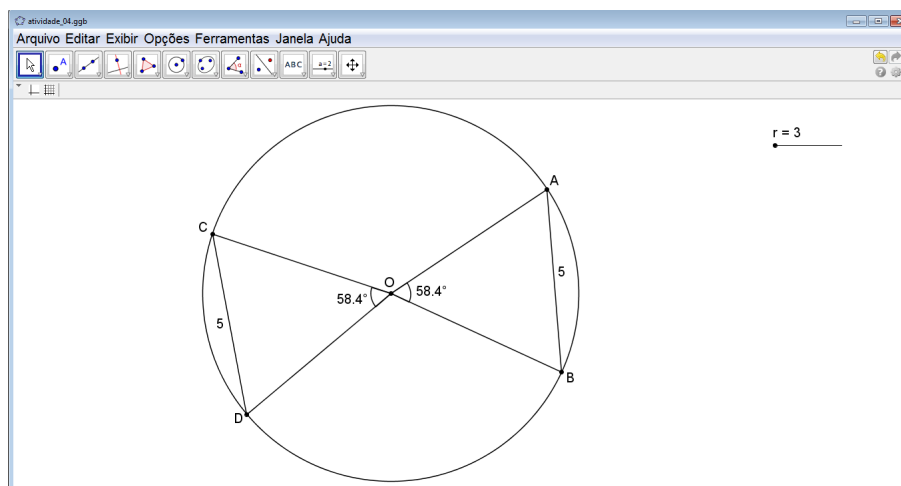 atividade_04.ggb
Arquivo Editar Exibir Opções Ferramentas Janela Ajuda
ABC
a=2
r = 3
A
C
O
58.4°
58.4°
5
5
B
D